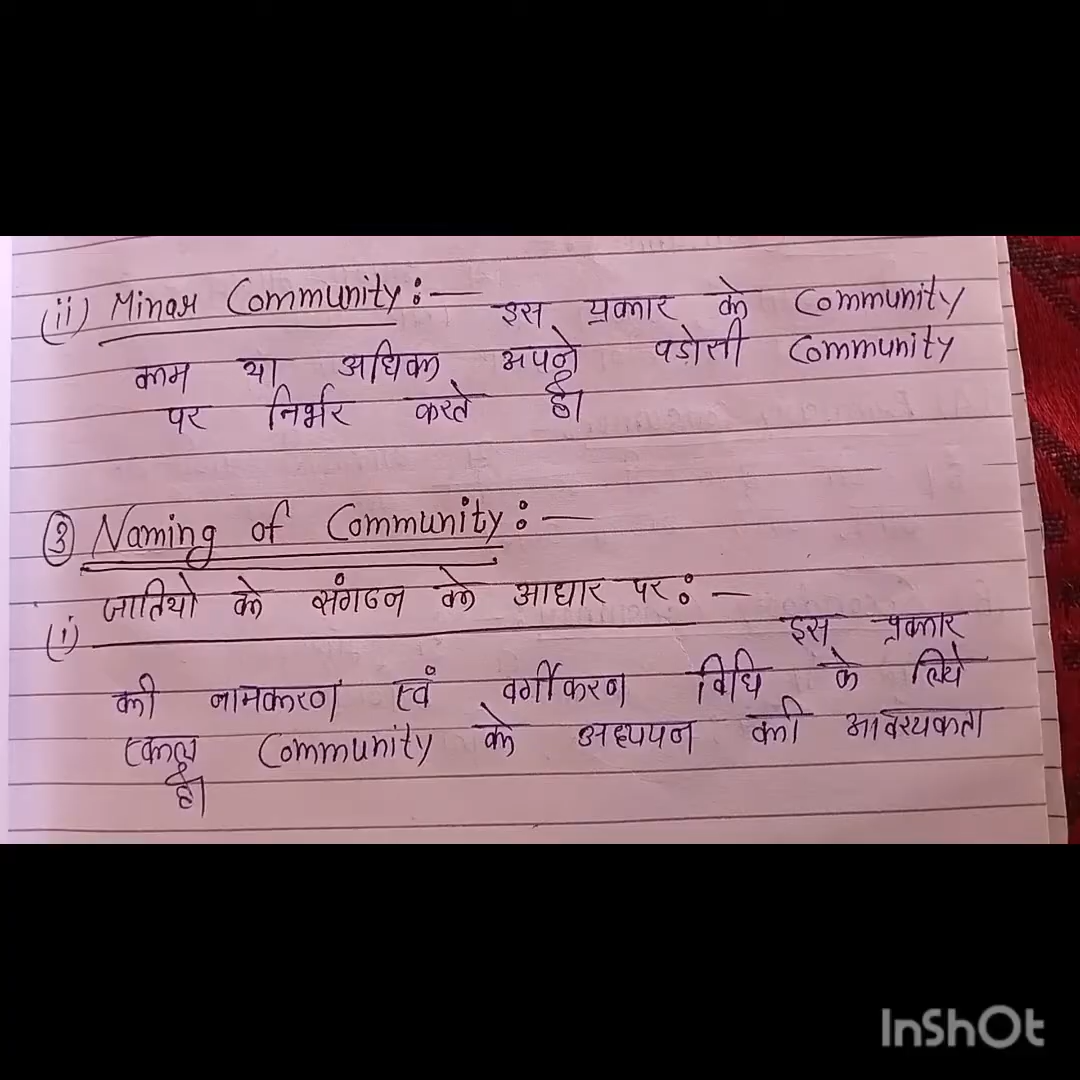 (ii) Minor Community :— इस प्रकार के Community
काम या अधिक अपने पडोसी Community
पर निर्भर करते है।
③ Naming of Community :—
(i) जातियो के संगठन के आधार पर :— इस प्रकार
की नामकरण एवं वर्गीकरण विधि के लिये
एकल Community के अध्ययन की आवश्यकता
है।
InShOt